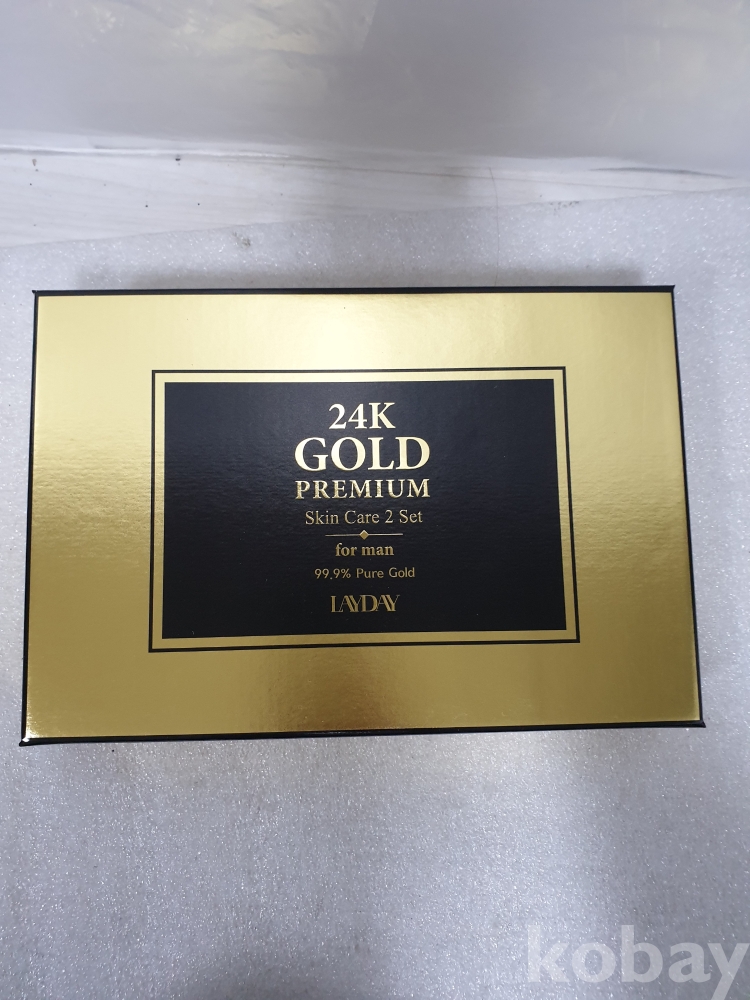 24K
GOLD
PREMIUM
Skin Care 2 Set
for man
99.9% Pure Gold
LAYDAY
kobay